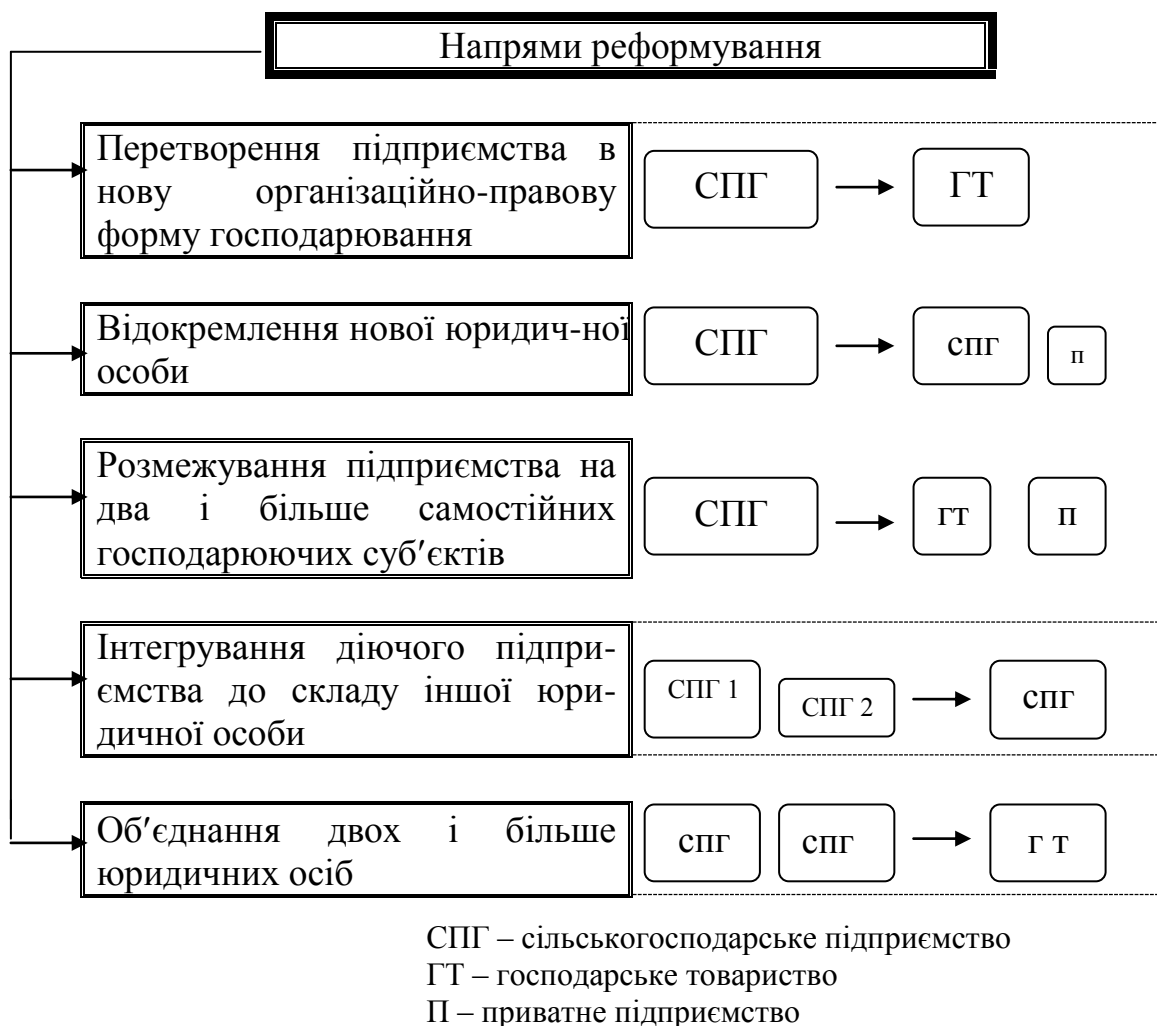 Напрями реформування
Перетворення підприємства в
нову організаційно-правову
форму господарювання
СПГ
ГТ
Відокремлення нової юридич-ної
особи
СПГ
спг
п
Розмежування підприємства на
два і більше самостійних
господарюючих суб′єктів
СПГ
гт
п
Інтегрування діючого підпри-
ємства до складу іншої юри-
дичної особи
СПГ 1
СПГ 2
спг
Об′єднання двох і більше
юридичних осіб
спг
спг
г т
СПГ – сільськогосподарське підприємство
ГТ – господарське товариство
П – приватне підприємство